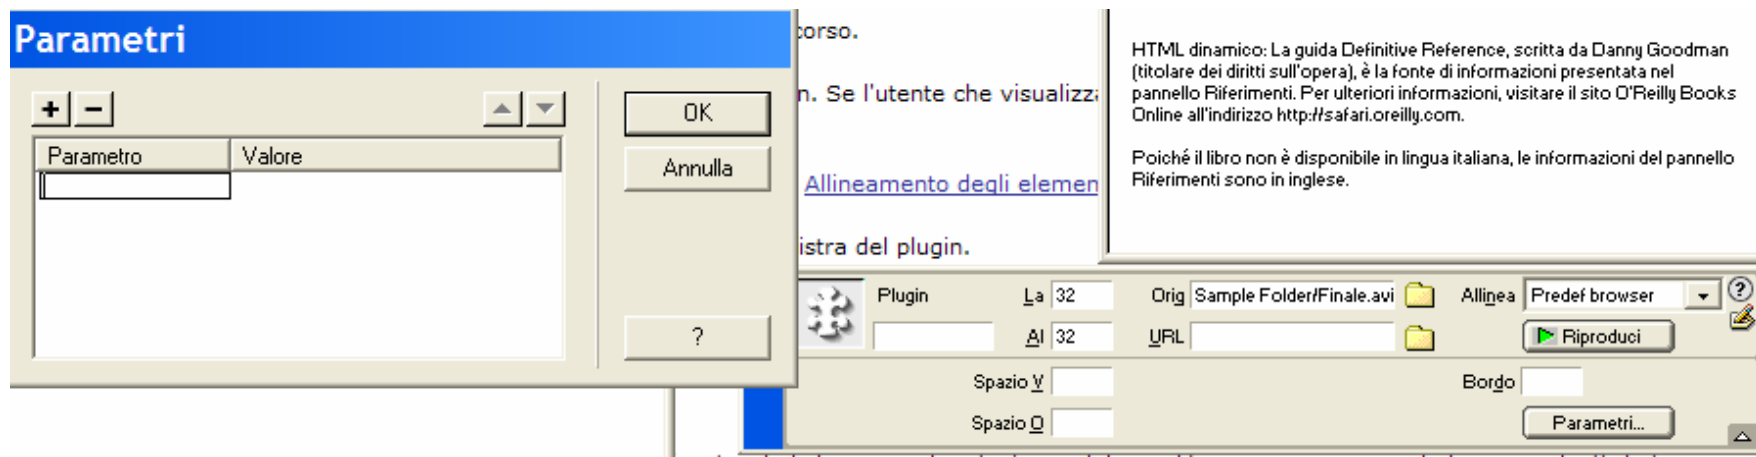 Parametri
+ −
OK
Parametro Valore
Annulla
?
corso.
n. Se l'utente che visualizza
Allineamento degli elemen
istra del plugin.
HTML dinamico: La guida Definitive Reference, scritta da Danny Goodman
(titolare dei diritti sull'opera), è la fonte di informazioni presentata nel
pannello Riferimenti. Per ulteriori informazioni, visitare il sito O'Reilly Books
Online all'indirizzo http://safari.oreilly.com.
Poiché il libro non è disponibile in lingua italiana, le informazioni del pannello
Riferimenti sono in inglese.
Plugin La 32 Orig Sample Folder/Finale.avi Allinea Predef browser ?
Al 32 URL Riproduci
Spazio V Bordo
Spazio O Parametri...